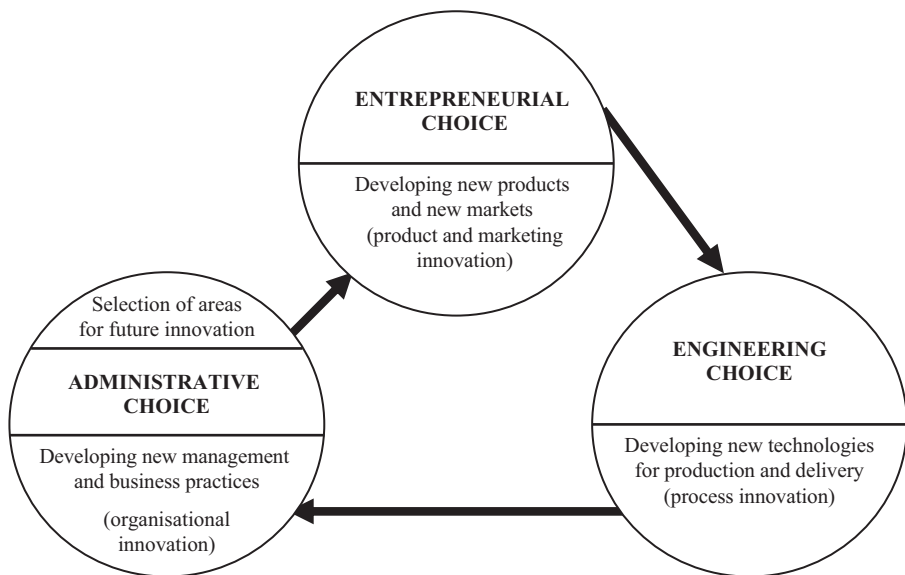 ENTREPRENEURIAL
CHOICE
Developing new products
and new markets
(product and marketing
innovation)
Selection of areas
for future innovation
ADMINISTRATIVE
CHOICE
Developing new management
and business practices
(organisational
innovation)
ENGINEERING
CHOICE
Developing new technologies
for production and delivery
(process innovation)